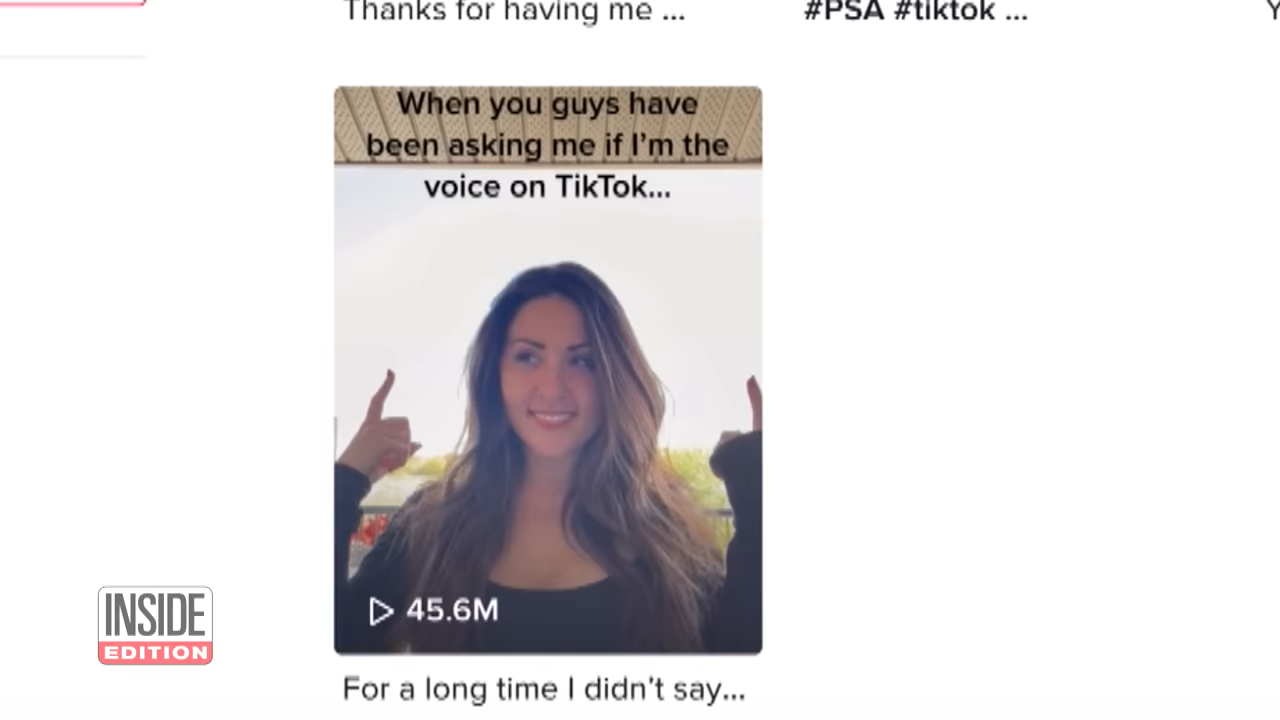 Thanks for having me ...
#PSA #tiktok ...
When you guys have
been asking me if I'm the
voice on TikTok...
45.6M
INSIDE
EDITION
For a long time I didn't say...